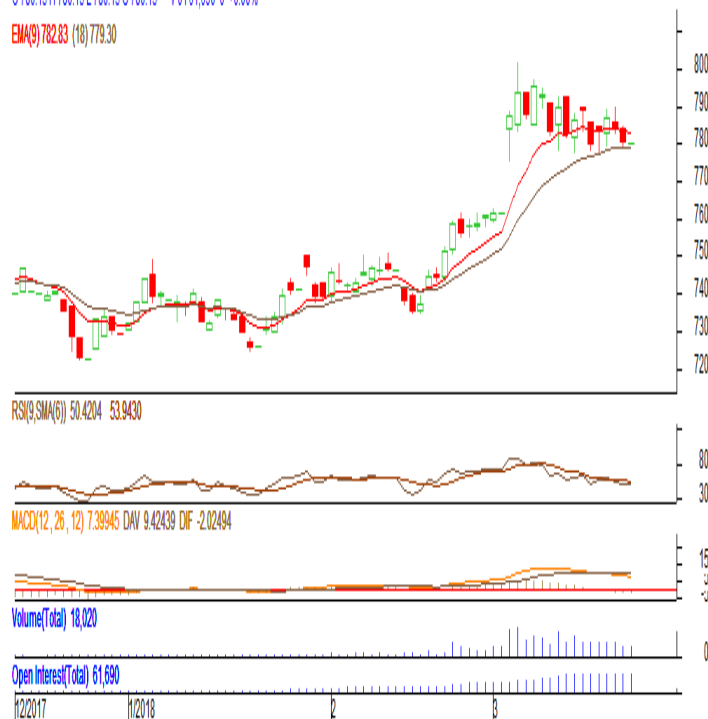 EMA(9) 782.83 (18) 779.30
800
790
780
770
760
750
740
730
720
RSI(9,SMA(6)) 50.4204 53.9430
80
30
MACD(12, 26, 12) 7.39945 DAV 9.42439 DIF -2.02494
15
Volume(Total) 18,020
0
Open Interest(Total) 61,690
12/2017 1/2018 2 3